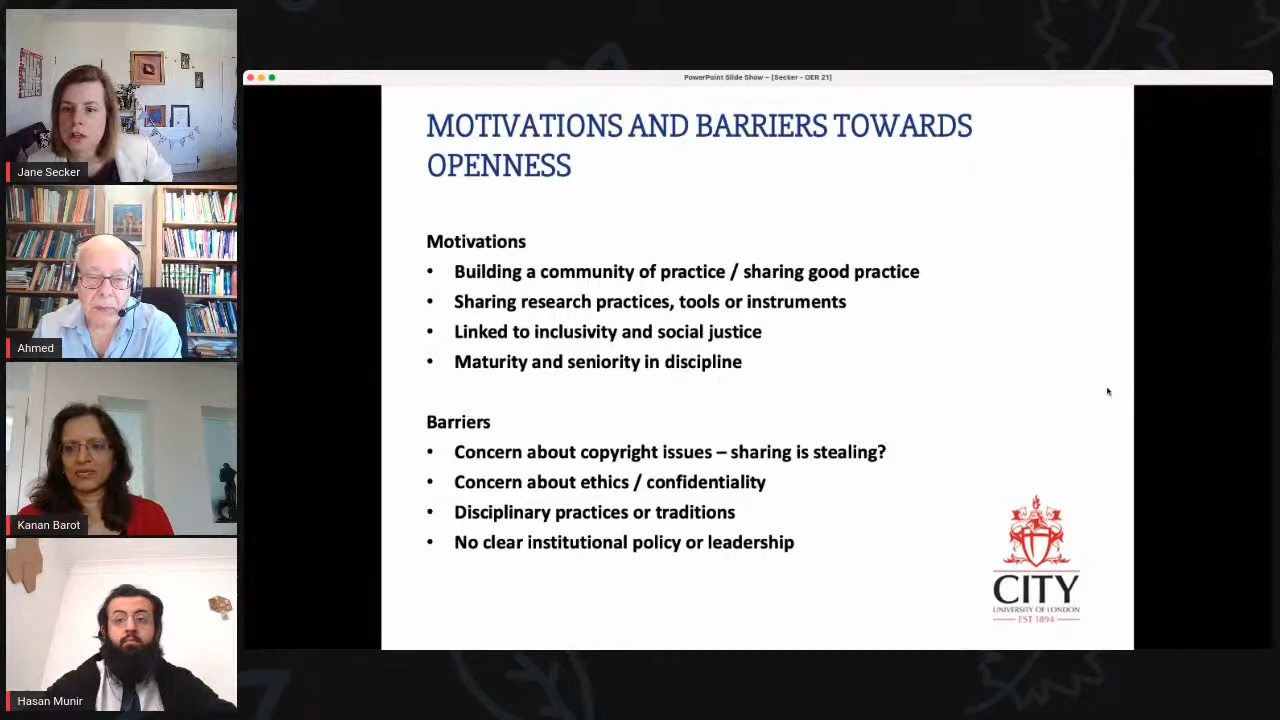 PowerPoint Slide Show – [Secker - OER 21]
MOTIVATIONS AND BARRIERS TOWARDS
OPENNESS
Motivations
• Building a community of practice / sharing good practice
• Sharing research practices, tools or instruments
• Linked to inclusivity and social justice
• Maturity and seniority in discipline
Barriers
• Concern about copyright issues – sharing is stealing?
• Concern about ethics / confidentiality
• Disciplinary practices or traditions
• No clear institutional policy or leadership
CITY
UNIVERSITY OF LONDON
EST 1894
Jane Secker
Ahmed
Kanan Barot
Hasan Munir